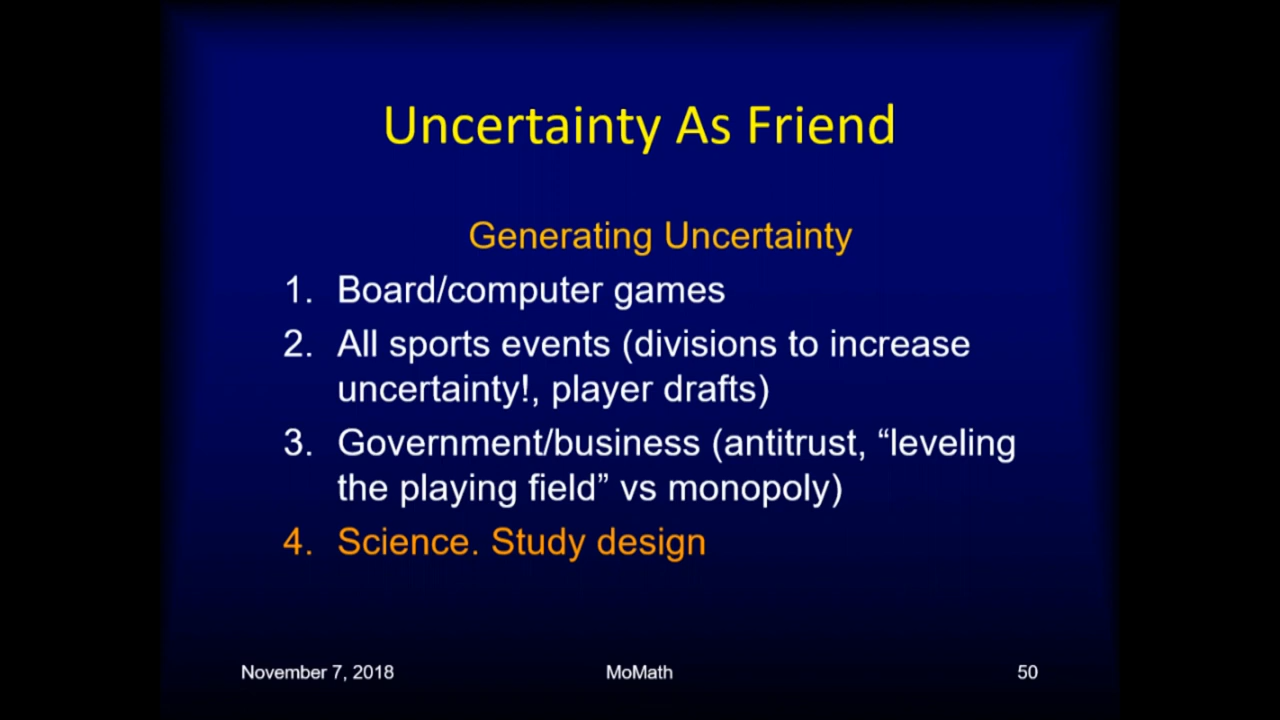 Uncertainty As Friend
Generating Uncertainty
1. Board/computer games
2. All sports events (divisions to increase
uncertainty!, player drafts)
3. Government/business (antitrust, “leveling
the playing field” vs monopoly)
4. Science. Study design
November 7, 2018 MoMath 50